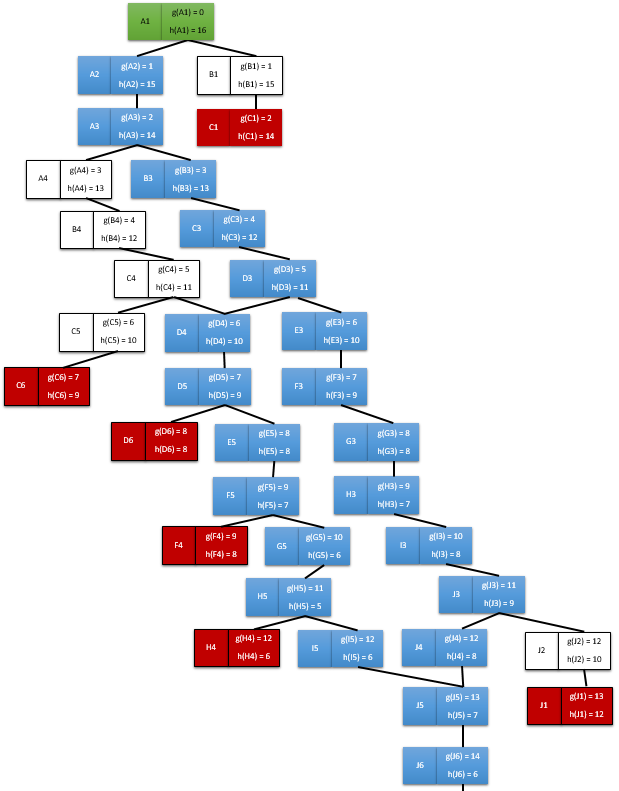 A1
g(A1) = 0
h(A1) = 16
A2
g(A2) = 1
h(A2) = 15
B1
g(B1) = 1
h(B1) = 15
A3
g(A3) = 2
h(A3) = 14
C1
g(C1) = 2
h(C1) = 14
A4
g(A4) = 3
h(A4) = 13
B3
g(B3) = 3
h(B3) = 13
B4
g(B4) = 4
h(B4) = 12
C3
g(C3) = 4
h(C3) = 12
C4
g(C4) = 5
h(C4) = 11
D3
g(D3) = 5
h(D3) = 11
C5
g(C5) = 6
h(C5) = 10
D4
g(D4) = 6
h(D4) = 10
E3
g(E3) = 6
h(E3) = 10
C6
g(C6) = 7
h(C6) = 9
D5
g(D5) = 7
h(D5) = 9
F3
g(F3) = 7
h(F3) = 9
D6
g(D6) = 8
h(D6) = 8
E5
g(E5) = 8
h(E5) = 8
G3
g(G3) = 8
h(G3) = 8
F5
g(F5) = 9
h(F5) = 7
H3
g(H3) = 9
h(H3) = 7
F4
g(F4) = 9
h(F4) = 8
G5
g(G5) = 10
h(G5) = 6
I3
g(I3) = 10
h(I3) = 8
H5
g(H5) = 11
h(H5) = 5
J3
g(J3) = 11
h(J3) = 9
H4
g(H4) = 12
h(H4) = 6
I5
g(I5) = 12
h(I5) = 6
J4
g(J4) = 12
h(J4) = 8
J2
g(J2) = 12
h(J2) = 10
J5
g(J5) = 13
h(J5) = 7
J1
g(J1) = 13
h(J1) = 12
J6
g(J6) = 14
h(J6) = 6